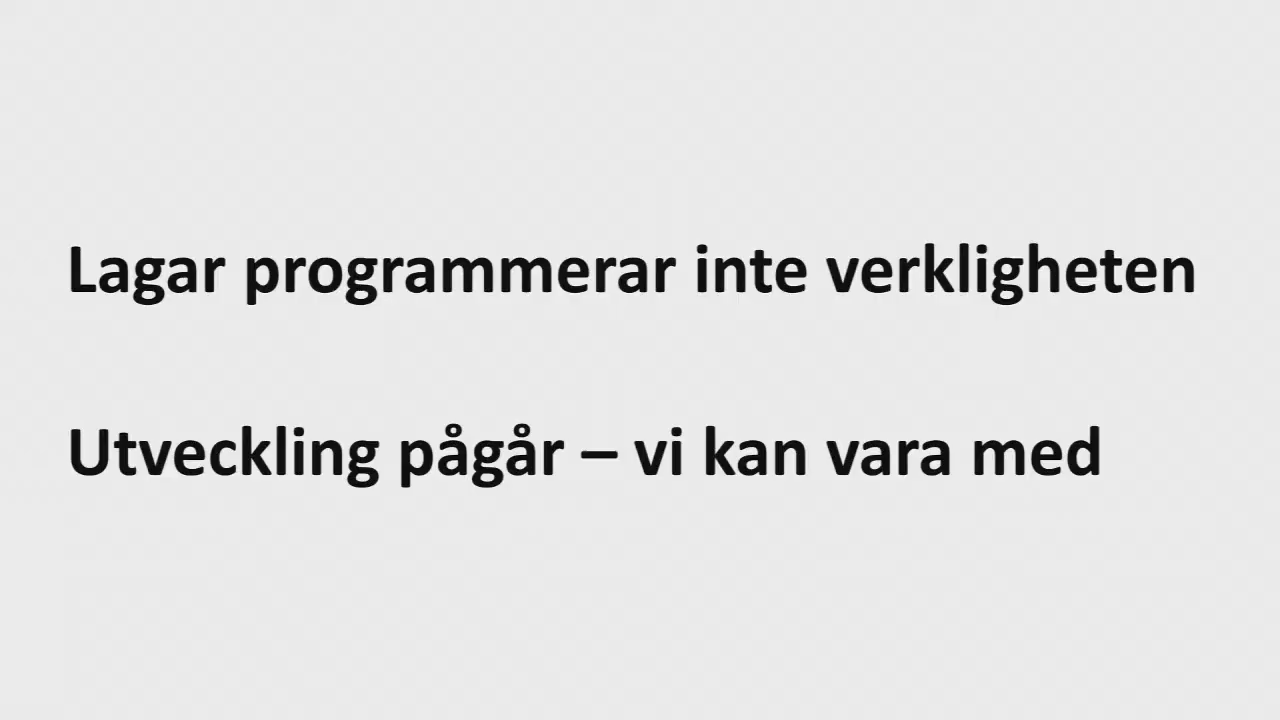 Lagar programmerar inte verkligheten
Utveckling pågår – vi kan vara med